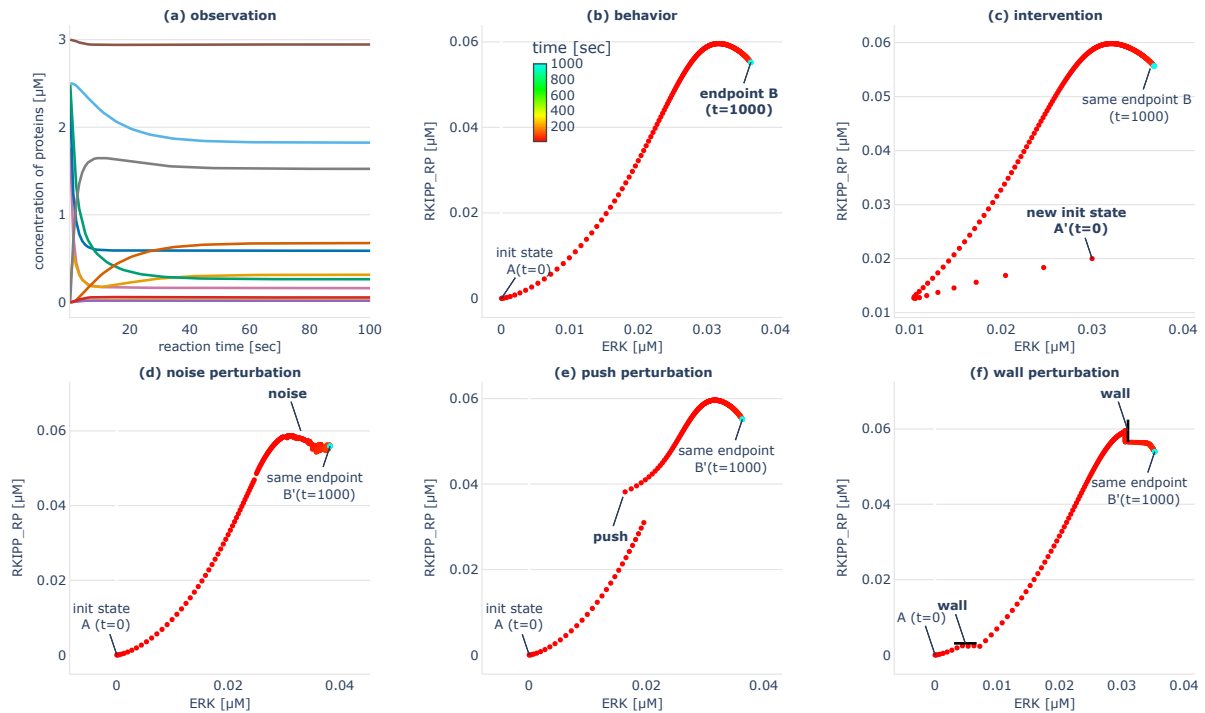 (a) observation
concentration of proteins [µM]
3
2
1
0
20
40
60
80
100
reaction time [sec]
(b) behavior
RKIPP_RP [µM]
0.06
0.04
0.02
0
time [sec]
1000
800
600
400
200
endpoint B
(t=1000)
init state
A(t=0)
0
0.01
0.02
0.03
0.04
ERK [µM]
(c) intervention
RKIPP_RP [µM]
0.06
0.05
0.04
0.03
0.02
0.01
same endpoint B
(t=1000)
new init state
A'(t=0)
0.01
0.02
0.03
0.04
ERK [µM]
(d) noise perturbation
RKIPP_RP [µM]
0.06
0.04
0.02
0
noise
same endpoint
B'(t=1000)
init state
A (t=0)
0
0.02
0.04
ERK [µM]
(e) push perturbation
RKIPP_RP [µM]
0.06
0.04
0.02
0
same endpoint
B'(t=1000)
push
init state
A (t=0)
0
0.02
0.04
ERK [µM]
(f) wall perturbation
RKIPP_RP [µM]
0.06
0.04
0.02
0
wall
same endpoint
B'(t=1000)
wall
A (t=0)
0
0.01
0.02
0.03
0.04
ERK [µM]